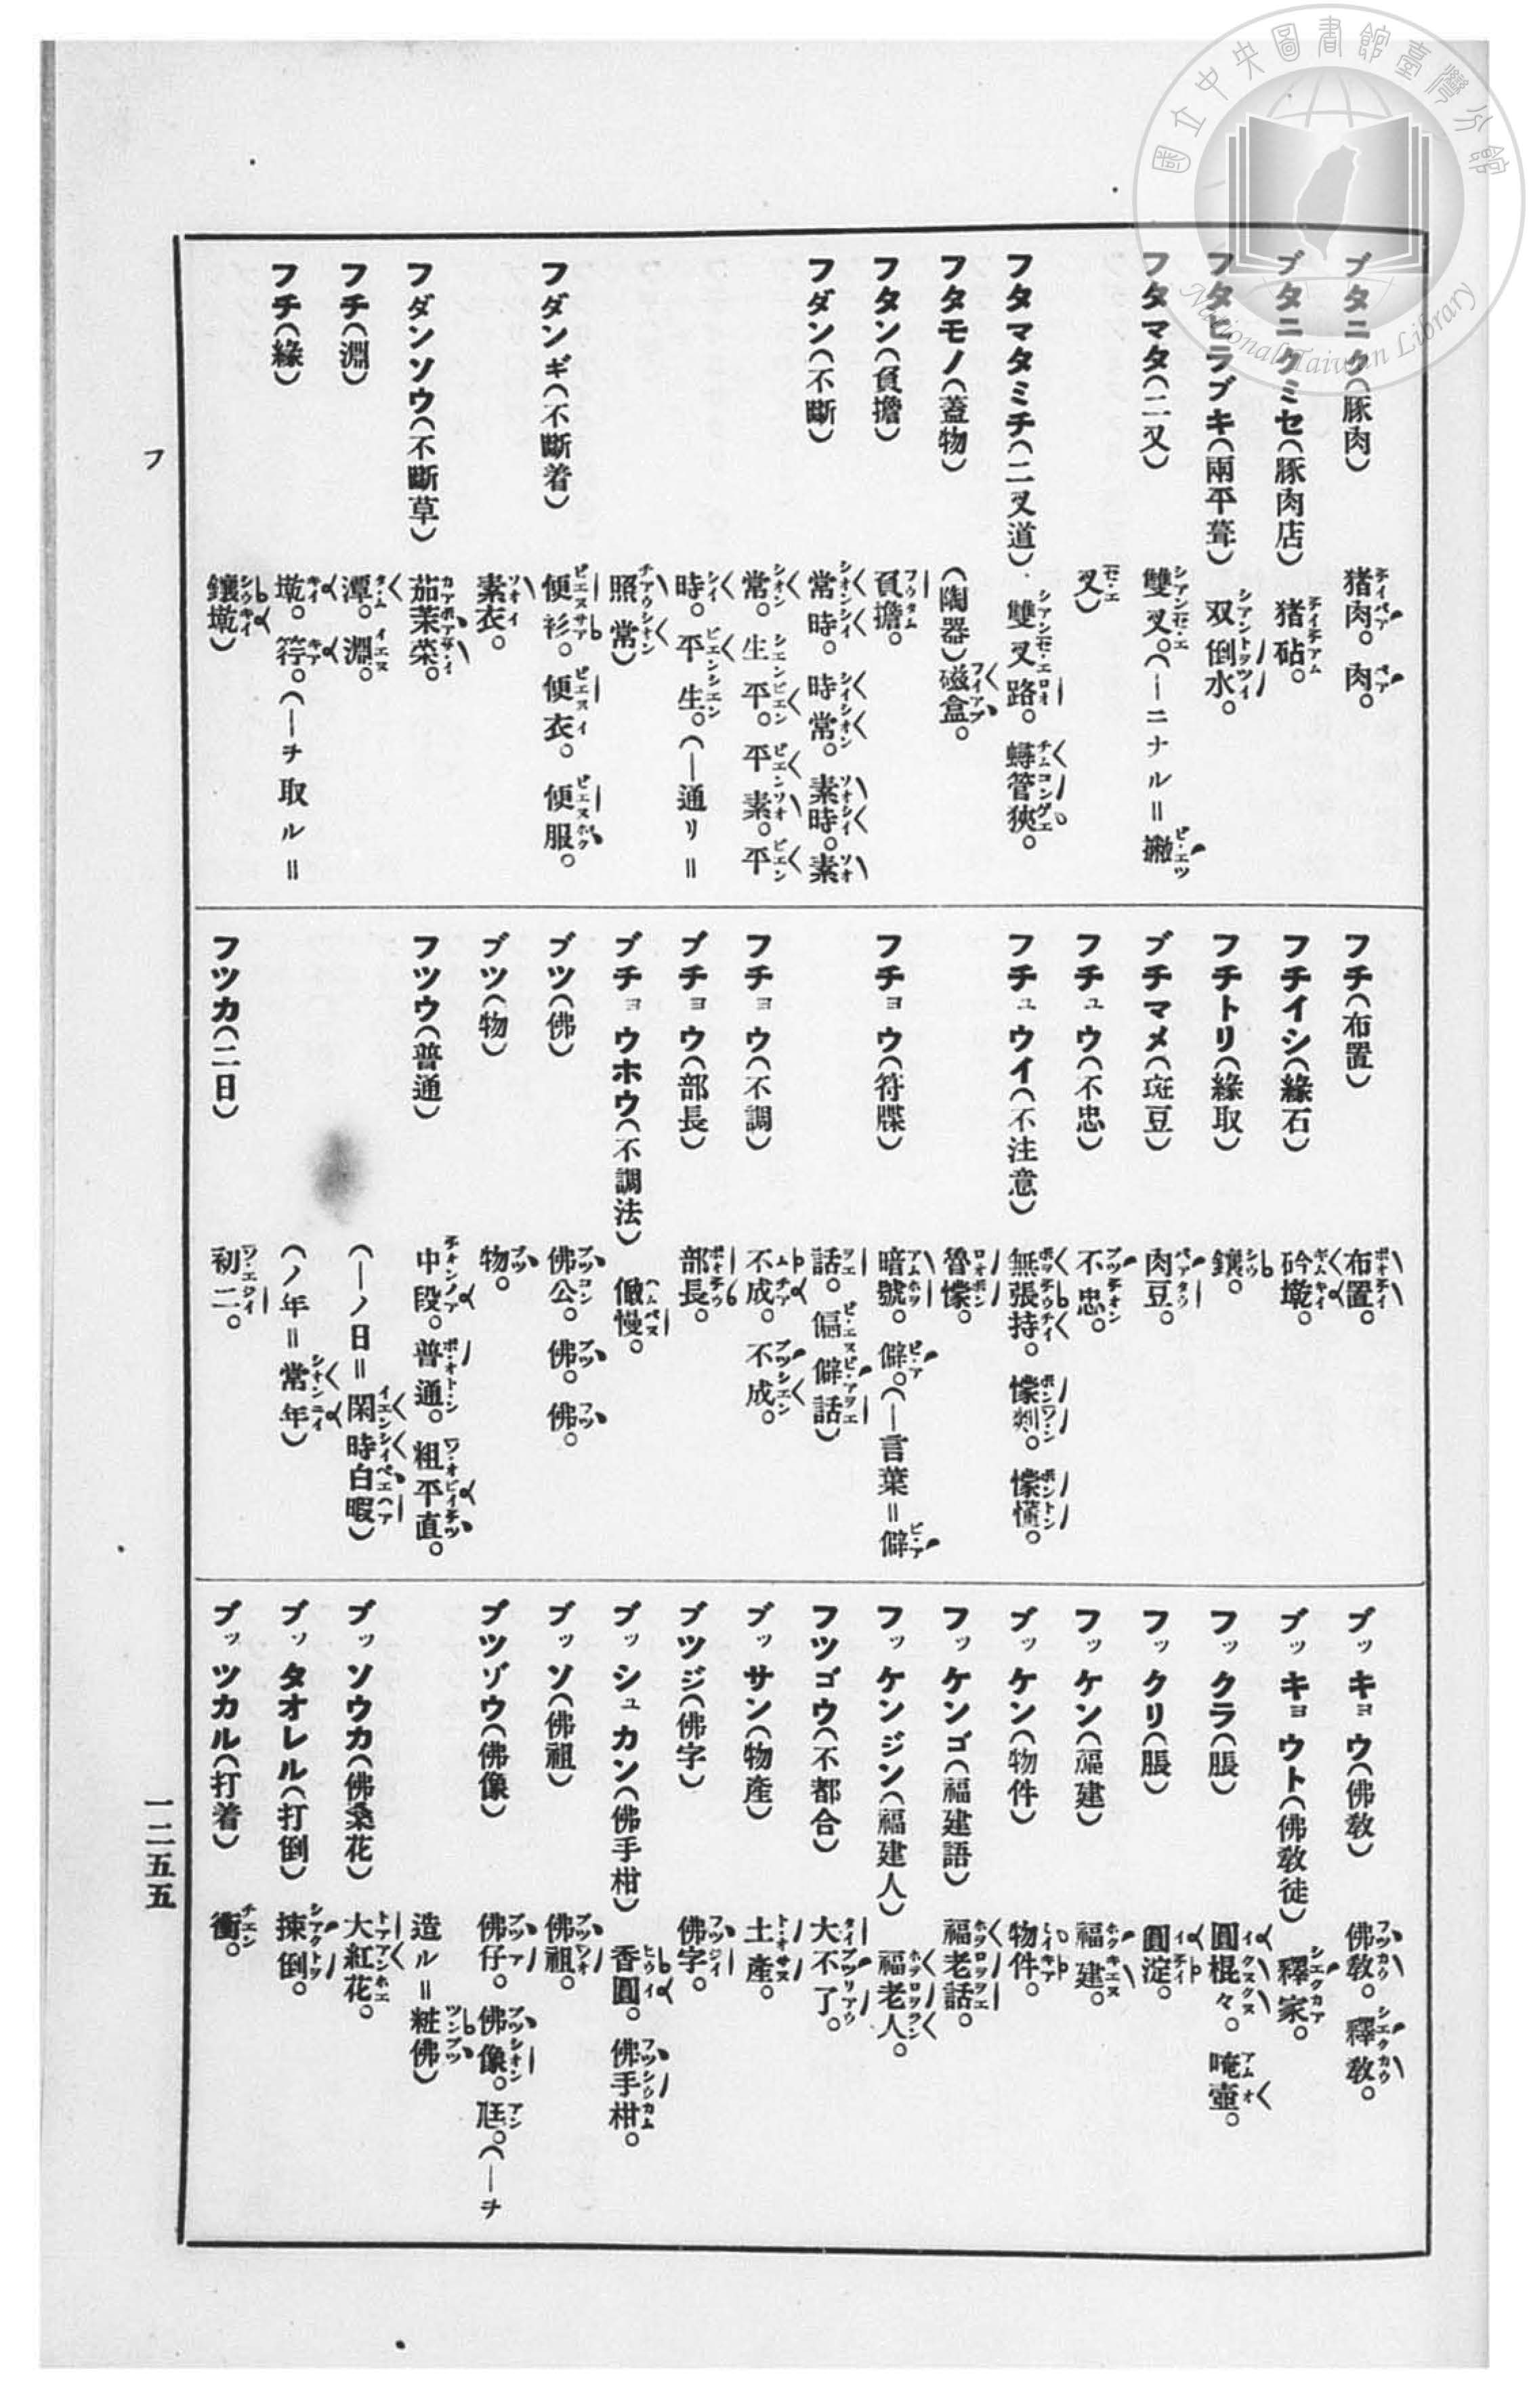 國立中央圖書館臺灣分館
National Taiwan Library
ブタニク(豚肉) 猪肉。肉。
ブタニクミセ(豚肉店) 猪砧。
フタヒラブキ(兩平葺) 双倒水。
フタマタ(二叉) 雙叉。(―ニナル=撇
叉)
フタマタミチ(二叉道) 雙叉路。蟳管狹。
フタモノ(蓋物) (陶器)磁盒。
フタン(負擔) 負擔。
フダン(不斷) 常時。時常。素時。素
常。生平。平素。平
時。平生。(―通リ=
照常)
フダンギ(不斷着) 便衫。便衣。便服。
素衣。
フダンソウ(不斷草) 茄茉菜。
フチ(淵) 潭。淵。
フチ(緣) 墘。荇。(―チ取ル=
鑲墘)
フチ(布置) 布置。
フチイシ(緣石) 砛墘。
フチトリ(緣取) 鑲。
ブチマメ(斑豆) 肉豆。
フチュウ(不忠) 不忠。
フチュウイ(不注意) 無張持。懞剌。懞懂。
魯懞。
フチョウ(符牒) 暗號。僻。(―言葉=僻
話。偏僻話)
フチョウ(不調) 不成。不成。
ブチョウ(部長) 部長。
ブチョウホウ(不調法) 憿慢。
ブツ(佛) 佛公。佛。佛。
ブツ(物) 物。
フツウ(普通) 中段。普通。粗平直。
(―ノ日=閑時白暇)
(ノ年=常年)
フツカ(二日) 初二。
ブッキョウ(佛敎) 佛敎。釋敎。
ブッキョウト(佛敎徒) 釋家。
フックラ(脹) 圓棍々。唵壺。
フックリ(脹) 圓淀。
フッケン(福建) 福建。
ブッケン(物件) 物件。
フッケンゴ(福建語) 福老話。
フッケンジン(福建人) 福老人。
フツゴウ(不都合) 大不了。
ブッサン(物產) 土產。
ブツジ(佛字) 佛字。
ブッシュカン(佛手柑) 香圓。佛手柑。
ブッソ(佛祖) 佛祖。
ブツゾウ(佛像) 佛仔。佛像。尫。(―チ
造ル=粧佛)
ブッソウカ(佛桑花) 大紅花。
ブッタオレル(打倒) 捒倒。
ブッツカル(打着) 衝。
フ
一二五五